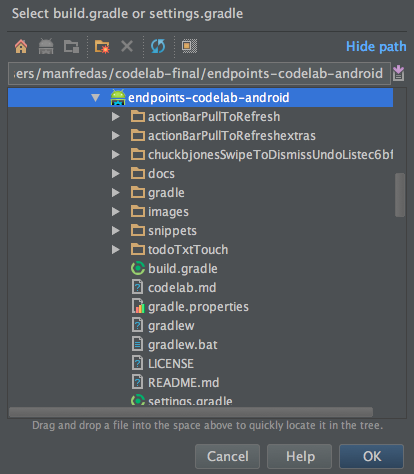 Select build.gradle or settings.gradle
Hide path
.ers/manfredas/codelab-final/endpoints-codelab-android
endpoints-codelab-android
actionBarPullToRefresh
actionBarPullToRefreshextras
chuckbjonesSwipeToDismissUndoListec6bf
docs
gradle
images
snippets
todoTxtTouch
build.gradle
codelab.md
gradle.properties
gradlew
gradlew.bat
LICENSE
README.md
settings.gradle
Drag and drop a file into the space above to quickly locate it in the tree.
Cancel Help OK